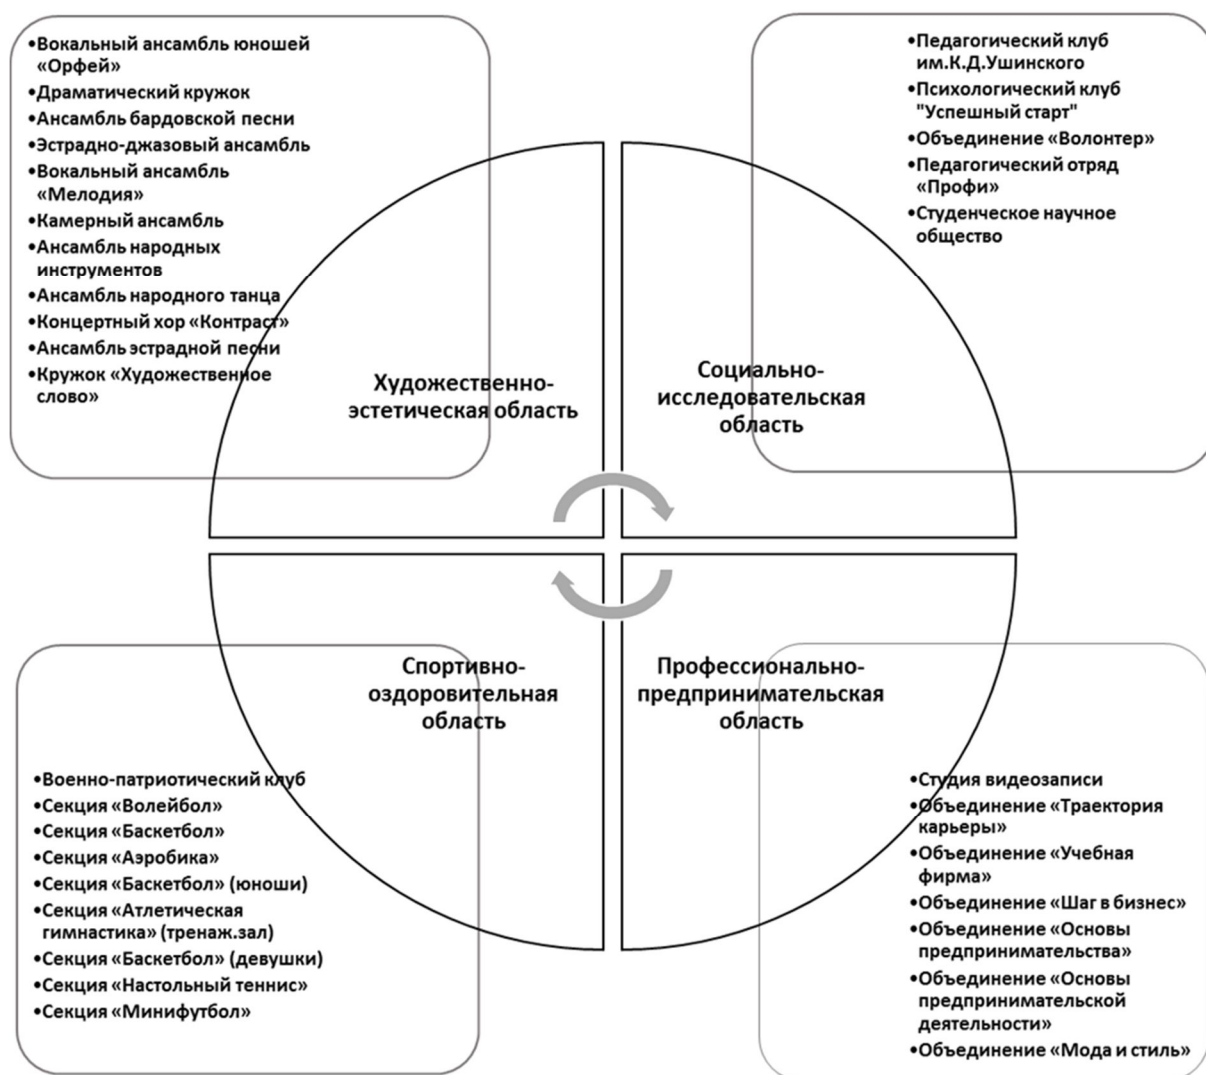 •Вокальный ансамбль юношей
«Орфей»
•Драматический кружок
•Ансамбль бардовской песни
•Эстрадно-джазовый ансамбль
•Вокальный ансамбль
«Мелодия»
•Камерный ансамбль
•Ансамбль народных
инструментов
•Ансамбль народного танца
•Концертный хор «Контраст»
•Ансамбль эстрадной песни
•Кружок «Художественное
слово»
Художественно-
эстетическая область
•Педагогический клуб
им.К.Д.Ушинского
•Психологический клуб
"Успешный старт"
•Объединение «Волонтер»
•Педагогический отряд
«Профи»
•Студенческое научное
общество
Социально-
исследовательская
область
Спортивно-
оздоровительная
область
•Военно-патриотический клуб
•Секция «Волейбол»
•Секция «Баскетбол»
•Секция «Аэробика»
•Секция «Баскетбол» (юноши)
•Секция «Атлетическая
гимнастика» (тренаж.зал)
•Секция «Баскетбол» (девушки)
•Секция «Настольный теннис»
•Секция «Минифутбол»
Профессионально-
предпринимательская
область
•Студия видеозаписи
•Объединение «Траектория
карьеры»
•Объединение «Учебная
фирма»
•Объединение «Шаг в бизнес»
•Объединение «Основы
предпринимательства»
•Объединение «Основы
предпринимательской
деятельности»
•Объединение «Мода и стиль»